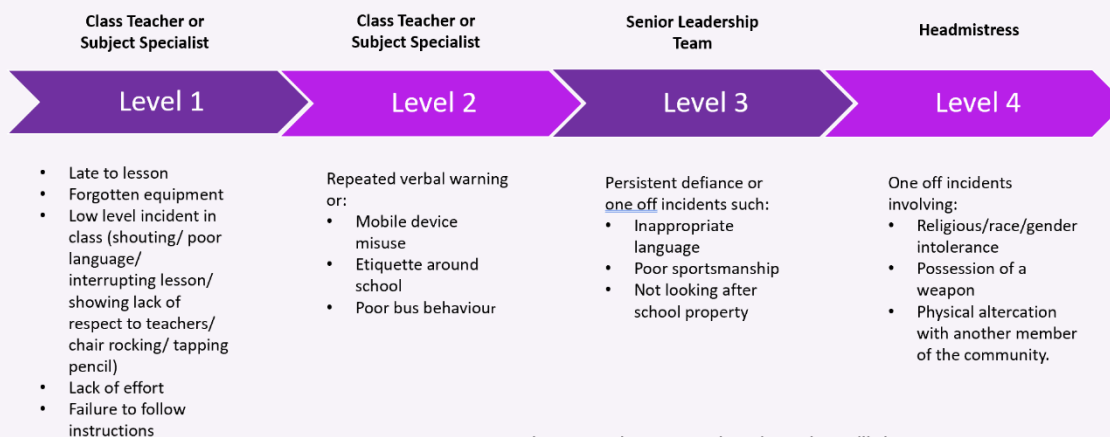 Class Teacher or
Subject Specialist
Class Teacher or
Subject Specialist
Senior Leadership
Team
Headmistress
Level 1
Level 2
Level 3
Level 4
• Late to lesson
• Forgotten equipment
• Low level incident in
class (shouting/ poor
language/
interrupting lesson/
showing lack of
respect to teachers/
chair rocking/ tapping
pencil)
• Lack of effort
• Failure to follow
instructions
Repeated verbal warning
or:
• Mobile device
misuse
• Etiquette around
school
• Poor bus behaviour
Persistent defiance or
one off incidents such:
• Inappropriate
language
• Poor sportsmanship
• Not looking after
school property
One off incidents
involving:
• Religious/race/gender
intolerance
• Possession of a
weapon
• Physical altercation
with another member
of the community.